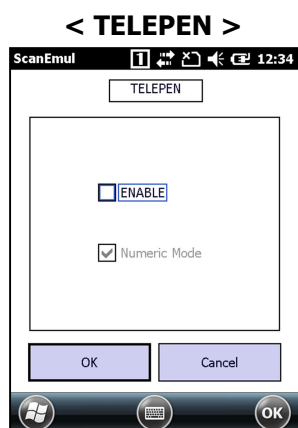 < TELEPEN >
ScanEmul 1 12:34
TELEPEN
ENABLE
Numeric Mode
OK Cancel
OK